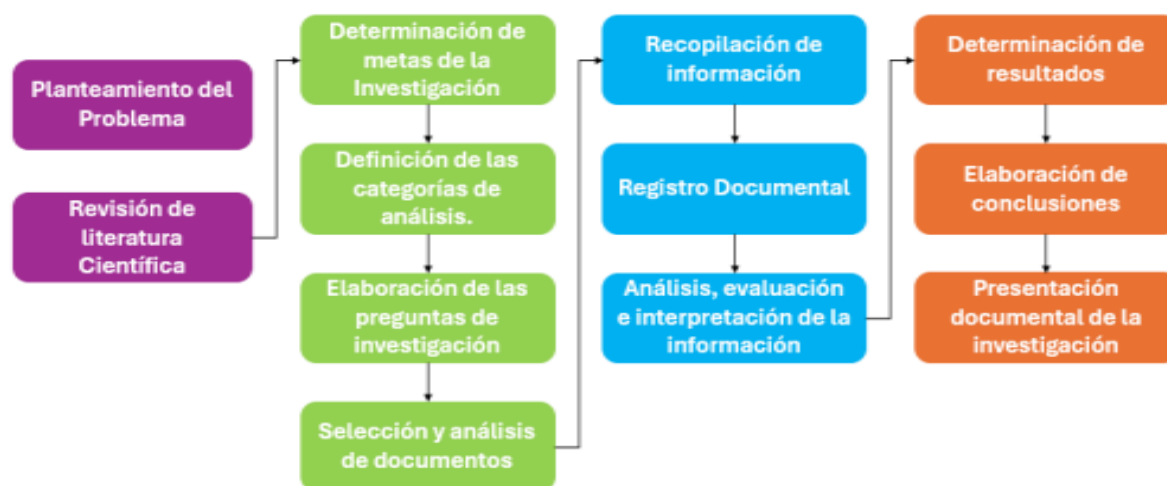 Planteamiento del
Problema
Revisión de
literatura
Científica
Determinación de
metas de la
Investigación
Definición de las
categorías de
análisis.
Elaboración de las
preguntas de
investigación
Selección y análisis
de documentos
Recopilación de
información
Registro Documental
Análisis, evaluación
e interpretación de la
información
Determinación de
resultados
Elaboración de
conclusiones
Presentación
documental de la
investigación